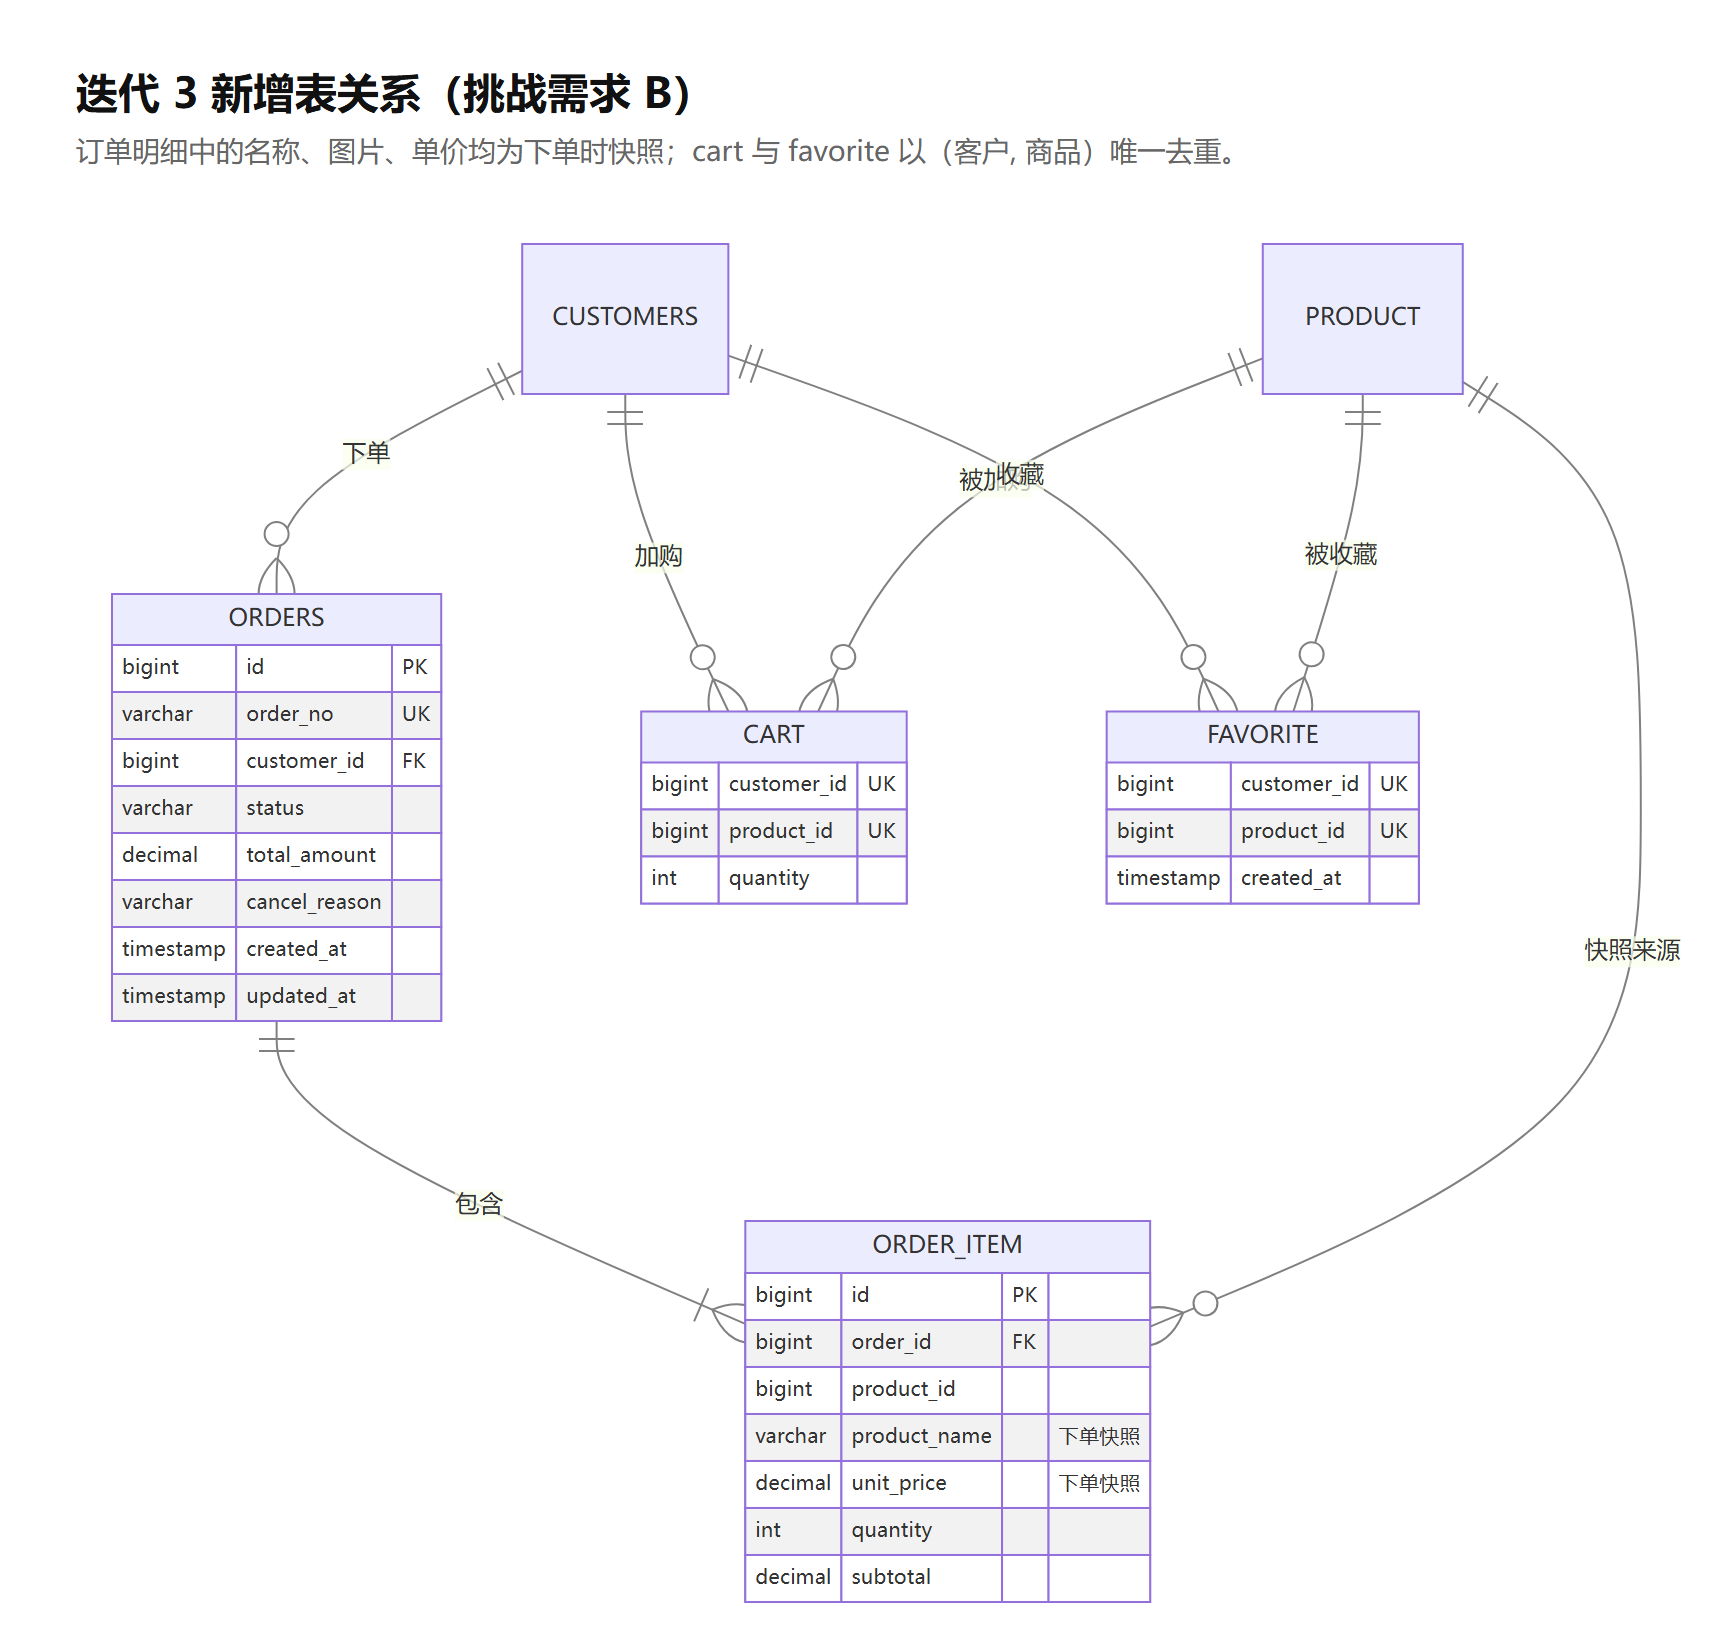 迭代 3 新增表关系（挑战需求 B）
订单明细中的名称、图片、单价均为下单时快照；cart 与 favorite 以（客户, 商品）唯一去重。
CUSTOMERS
PRODUCT
下单
被加
收藏
加购
被收藏
ORDERS
bigint id PK
varchar order_no UK
bigint customer_id FK
varchar status
decimal total_amount
varchar cancel_reason
timestamp created_at
timestamp updated_at
CART
bigint customer_id UK
bigint product_id UK
int quantity
FAVORITE
bigint customer_id UK
bigint product_id UK
timestamp created_at
快照来源
包含
ORDER_ITEM
bigint id PK
bigint order_id FK
bigint product_id
varchar product_name 下单快照
decimal unit_price 下单快照
int quantity
decimal subtotal